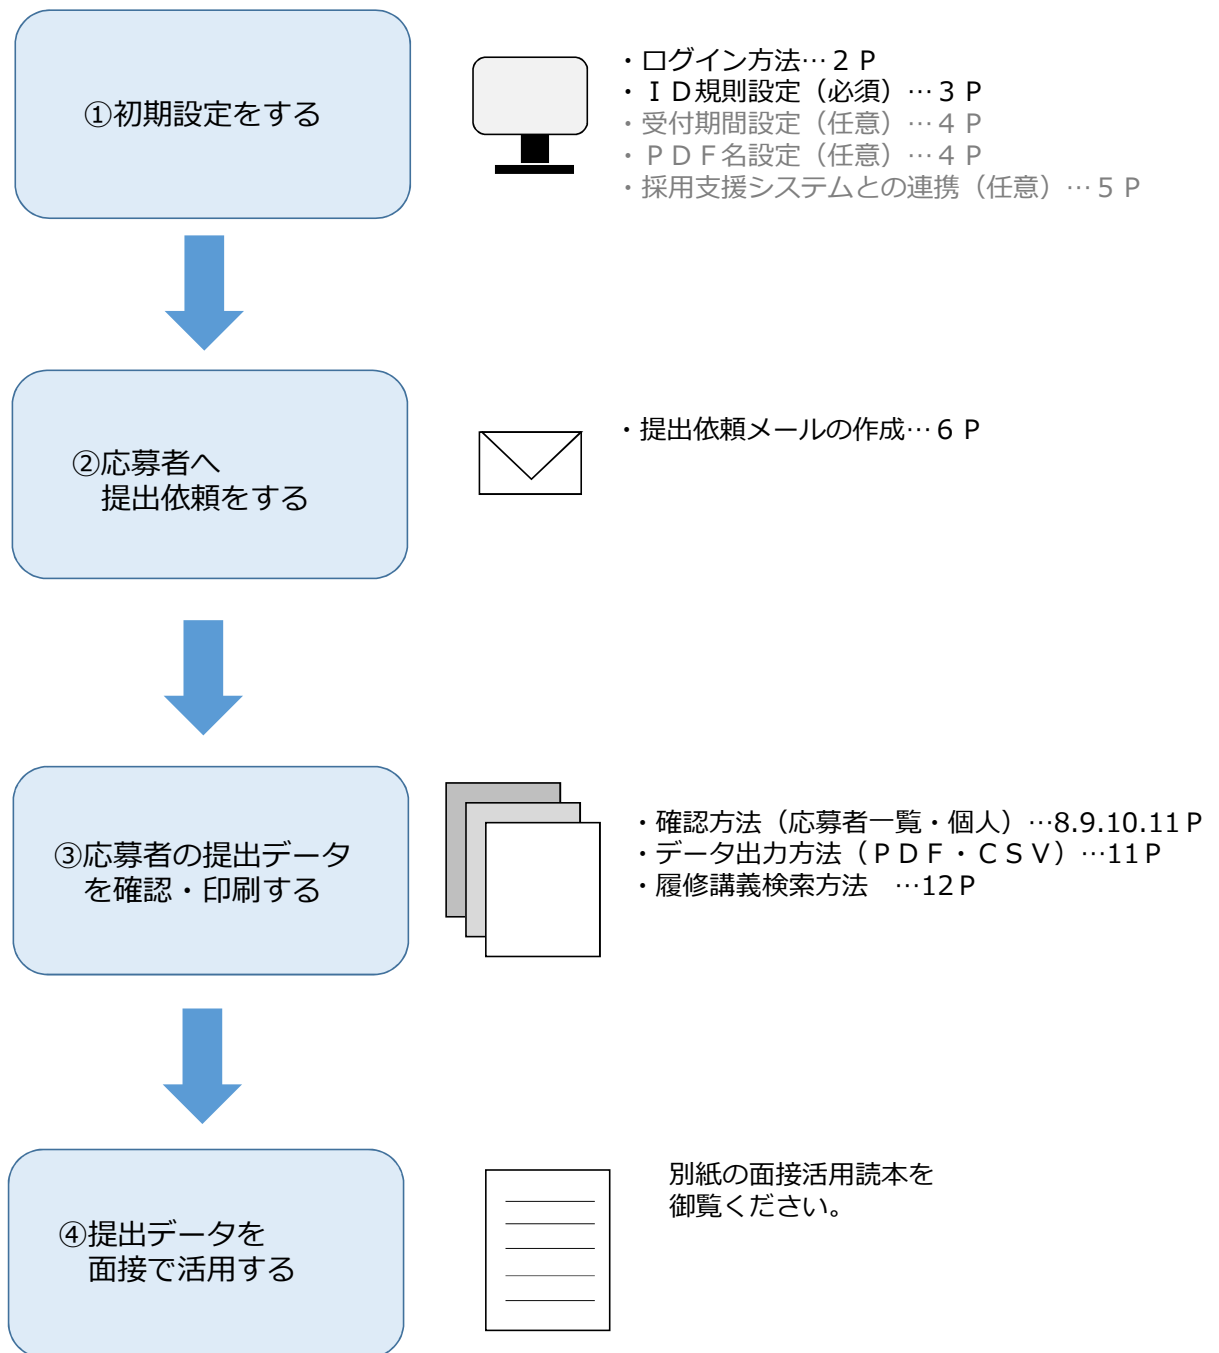 ①初期設定をする
・ログイン方法…２Ｐ
・ＩＤ規則設定（必須）…３Ｐ
・受付期間設定（任意）…４Ｐ
・ＰＤＦ名設定（任意）…４Ｐ
・採用支援システムとの連携（任意）…５Ｐ
②応募者へ
提出依頼をする
・提出依頼メールの作成…６Ｐ
③応募者の提出データ
を確認・印刷する
・確認方法（応募者一覧・個人）…8.9.10.11Ｐ
・データ出力方法（ＰＤＦ・ＣＳＶ）…11Ｐ
・履修講義検索方法　…12Ｐ
④提出データを
面接で活用する
別紙の面接活用読本を
御覧ください。